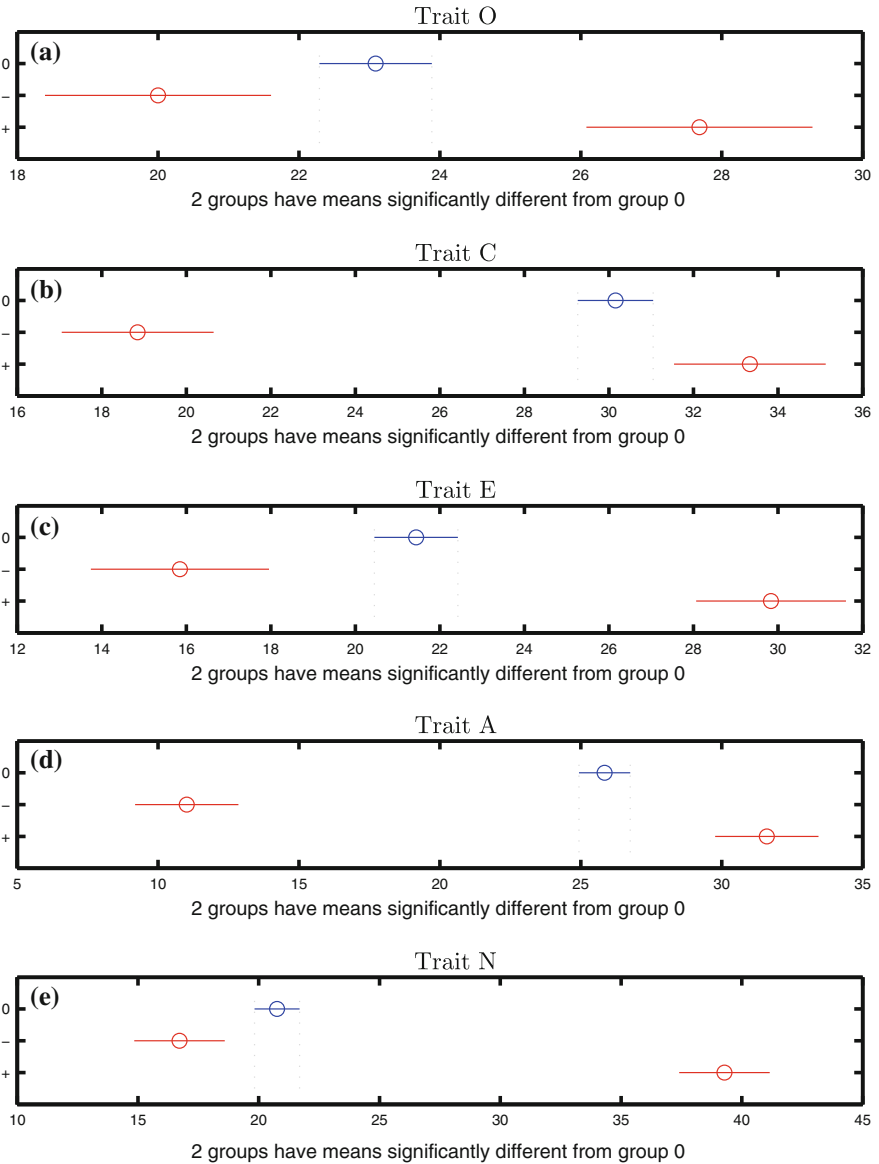 Trait O
(a)
0
−
+
18 20 22 24 26 28 30
2 groups have means significantly different from group 0
Trait C
(b)
0
−
+
16 18 20 22 24 26 28 30 32 34 36
2 groups have means significantly different from group 0
Trait E
(c)
0
−
+
12 14 16 18 20 22 24 26 28 30 32
2 groups have means significantly different from group 0
Trait A
(d)
0
−
+
5 10 15 20 25 30 35
2 groups have means significantly different from group 0
Trait N
(e)
0
−
+
10 15 20 25 30 35 40 45
2 groups have means significantly different from group 0